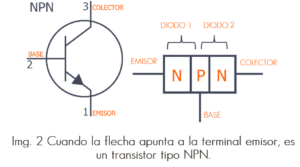 NPN
3
COLECTOR
BASE
2
1
EMISOR
DIODO 1
DIODO 2
EMISOR
COLECTOR
N P N
BASE
Img. 2 Cuando la flecha apunta a la terminal emisor, es
un transistor tipo NPN.